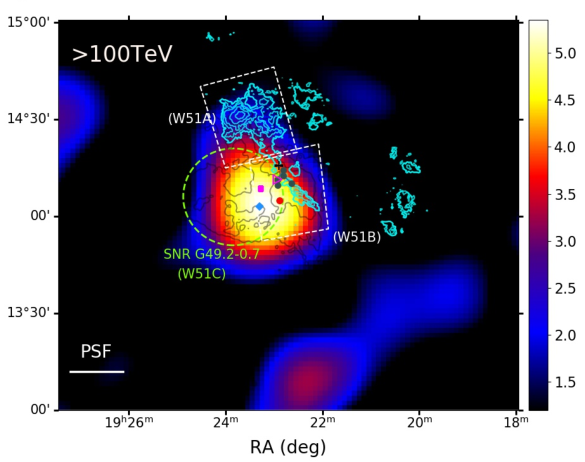 15°00'
>100TeV
5.0
(W51A)
14°30'
4.5
4.0
3.5
00'
(W51B)
3.0
SNR G49.2-0.7
(W51C)
2.5
13°30'
2.0
PSF
1.5
00'
19ʰ26ᵐ 24ᵐ 22ᵐ 20ᵐ 18ᵐ
RA (deg)